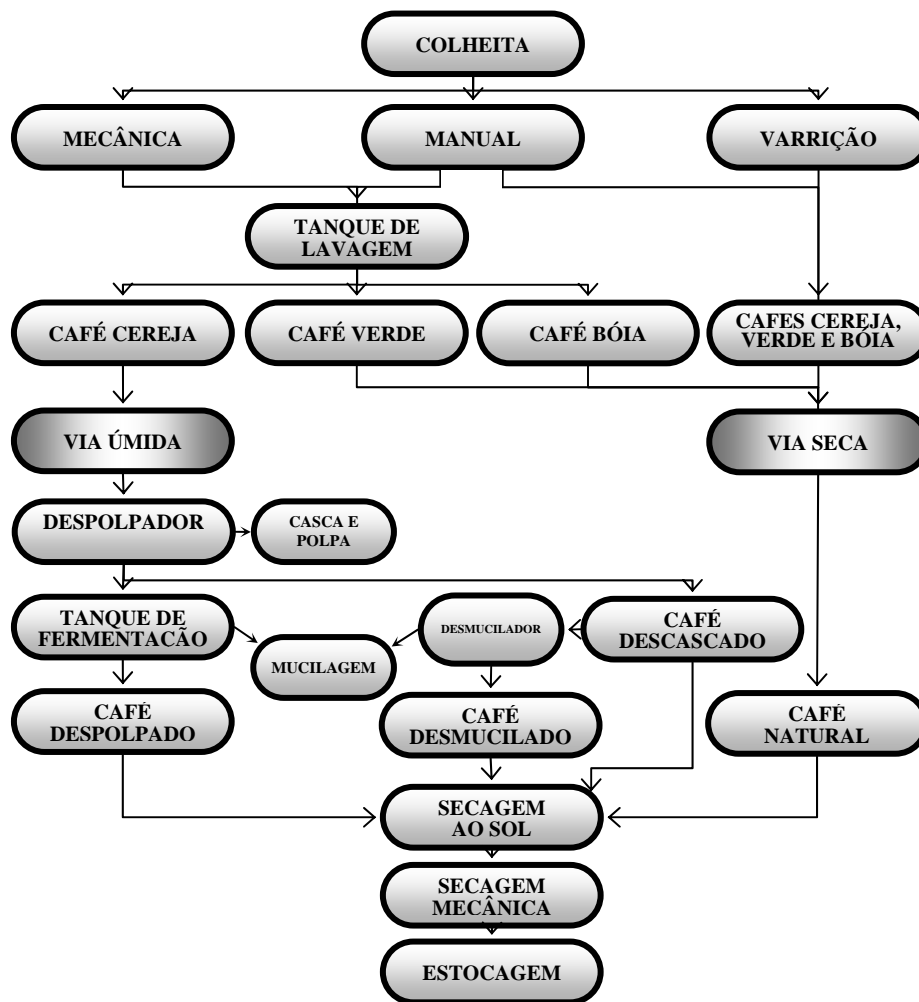 COLHEITA
MECÂNICA
MANUAL
VARRIÇÃO
TANQUE DE
LAVAGEM
CAFÉ CEREJA
CAFÉ VERDE
CAFÉ BÓIA
CAFES CEREJA,
VERDE E BÓIA
VIA ÚMIDA
VIA SECA
DESPOLPADOR
CASCA E
POLPA
TANQUE DE
FERMENTACÃO
MUCILAGEM
DESMUCILADOR
CAFÉ
DESCASCADO
CAFÉ
DESPOLPADO
CAFÉ
DESMUCILADO
CAFÉ
NATURAL
SECAGEM
AO SOL
SECAGEM
MECÂNICA
ESTOCAGEM